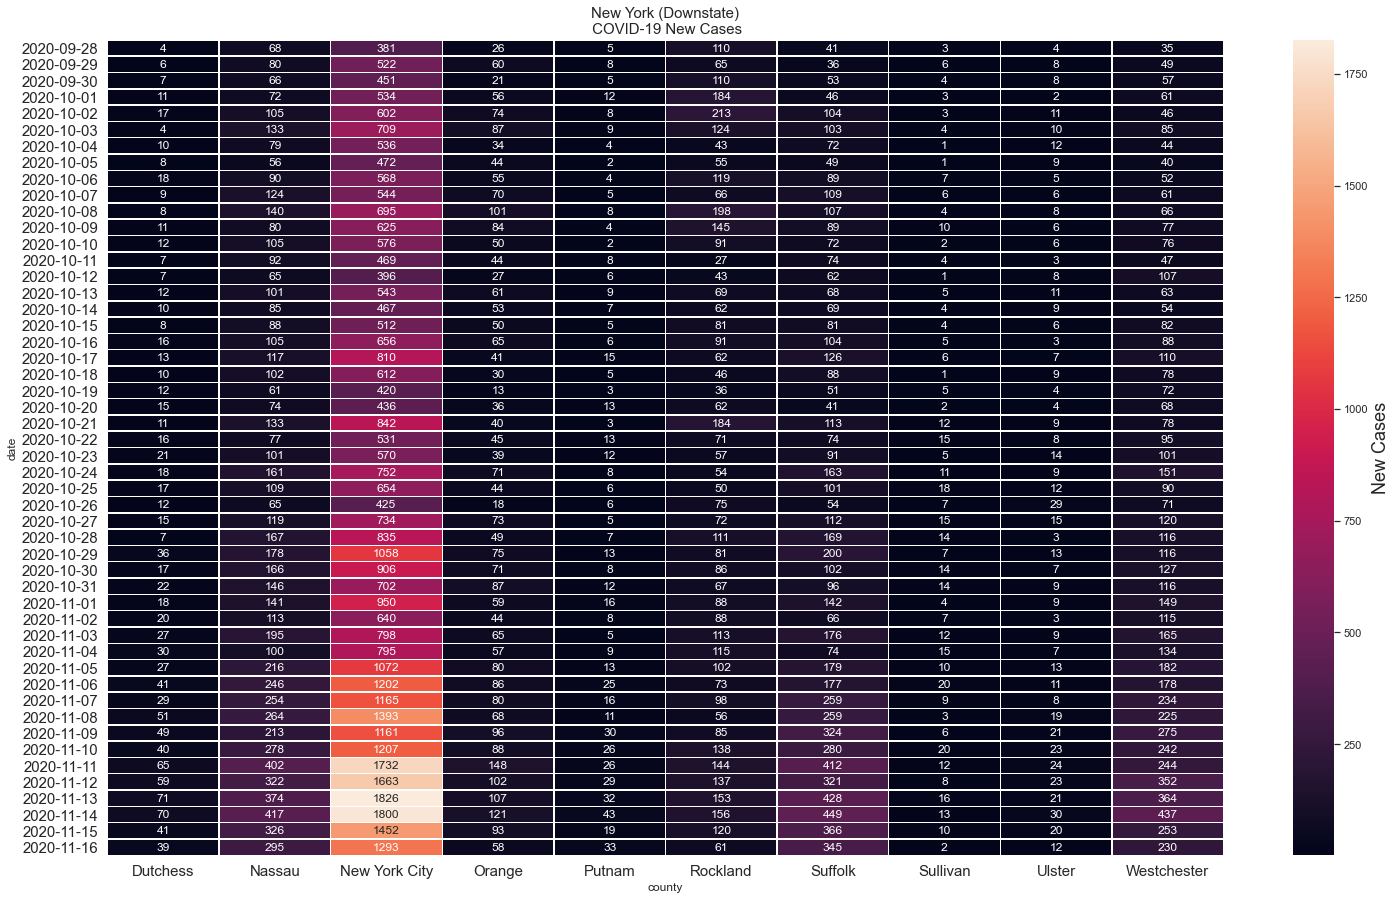 New York (Downstate)
COVID-19 New Cases
2020-09-28 4 68 381 26 5 110 41 3 4 35
2020-09-29 6 80 522 60 8 65 36 6 8 49
2020-09-30 7 66 451 21 5 110 53 4 8 57
2020-10-01 11 72 534 56 12 184 46 3 2 61
2020-10-02 17 105 602 74 8 213 104 3 11 46
2020-10-03 4 133 709 87 9 124 103 4 10 85
2020-10-04 10 79 536 34 4 43 72 1 12 44
2020-10-05 8 56 472 44 2 55 49 1 9 40
2020-10-06 18 90 568 55 4 119 89 7 5 52
2020-10-07 9 124 544 70 5 66 109 6 6 61
2020-10-08 8 140 695 101 8 198 107 4 8 66
2020-10-09 11 80 625 84 4 145 89 10 6 77
2020-10-10 12 105 576 50 2 91 72 2 6 76
2020-10-11 7 92 469 44 8 27 74 4 3 47
2020-10-12 7 65 396 27 6 43 62 1 8 107
2020-10-13 12 101 543 61 9 69 68 5 11 63
2020-10-14 10 85 467 53 7 62 69 4 9 54
2020-10-15 8 88 512 50 5 81 81 4 6 82
2020-10-16 16 105 656 65 6 91 104 5 3 88
2020-10-17 13 117 810 41 15 62 126 6 7 110
2020-10-18 10 102 612 30 5 46 88 1 9 78
2020-10-19 12 61 420 13 3 36 51 5 4 72
2020-10-20 15 74 436 36 13 62 41 2 4 68
2020-10-21 11 133 842 40 3 184 113 12 9 78
2020-10-22 16 77 531 45 13 71 74 15 8 95
2020-10-23 21 101 570 39 12 57 91 5 14 101
2020-10-24 18 161 752 71 8 54 163 11 9 151
2020-10-25 17 109 654 44 6 50 101 18 12 90
2020-10-26 12 65 425 18 6 75 54 7 29 71
2020-10-27 15 119 734 73 5 72 112 15 15 120
2020-10-28 7 167 835 49 7 111 169 14 3 116
2020-10-29 36 178 1058 75 13 81 200 7 13 116
2020-10-30 17 166 906 71 8 86 102 14 7 127
2020-10-31 22 146 702 87 12 67 96 14 9 116
2020-11-01 18 141 950 59 16 88 142 4 9 149
2020-11-02 20 113 640 44 8 88 66 7 3 115
2020-11-03 27 195 798 65 5 113 176 12 9 165
2020-11-04 30 100 795 57 9 115 74 15 7 134
2020-11-05 27 216 1072 80 13 102 179 10 13 182
2020-11-06 41 246 1202 86 25 73 177 20 11 178
2020-11-07 29 254 1165 80 16 98 259 9 8 234
2020-11-08 51 264 1393 68 11 56 259 3 19 225
2020-11-09 49 213 1161 96 30 85 324 6 21 275
2020-11-10 40 278 1207 88 26 138 280 20 23 242
2020-11-11 65 402 1732 148 26 144 412 12 24 244
2020-11-12 59 322 1663 102 29 137 321 8 23 352
2020-11-13 71 374 1826 107 32 153 428 16 21 364
2020-11-14 70 417 1800 121 43 156 449 13 30 437
2020-11-15 41 326 1452 93 19 120 366 10 20 253
2020-11-16 39 295 1293 58 33 61 345 2 12 230
Dutchess Nassau New York City Orange Putnam Rockland Suffolk Sullivan Ulster Westchester
county
date
1750
1500
1250
1000
750
500
250
New Cases